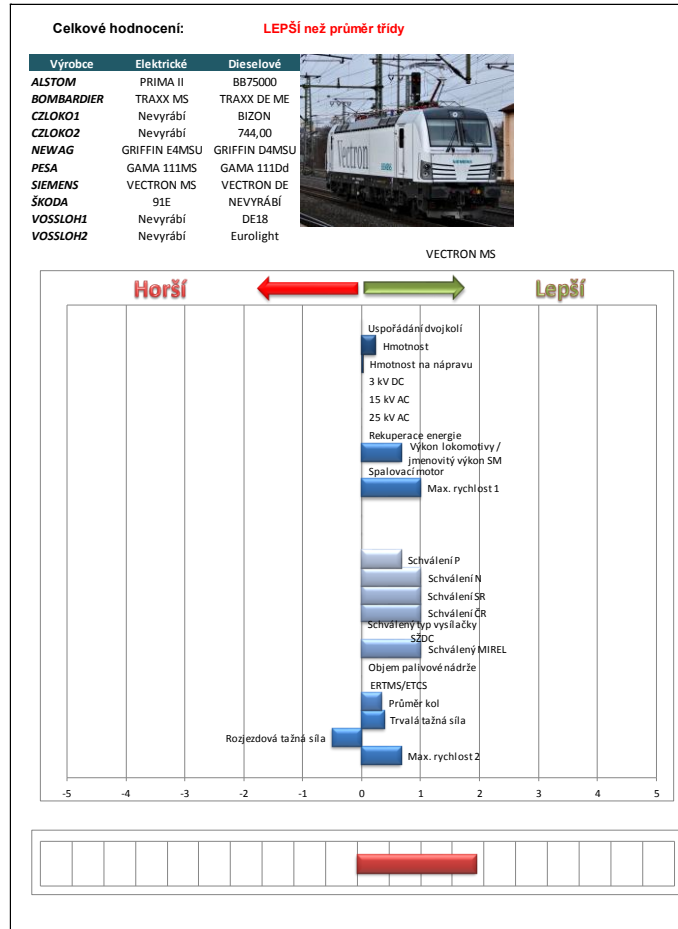 Celkové hodnocení: LEPŠÍ než průměr třídy
Výrobce Elektrické Dieselové
ALSTOM PRIMA II BB75000
BOMBARDIER TRAXX MS TRAXX DE ME
CZLOKO1 Nevyrábí BIZON
CZLOKO2 Nevyrábí 744,00
NEWAG GRIFFIN E4MSU GRIFFIN D4MSU
PESA GAMA 111MS GAMA 111Dd
SIEMENS VECTRON MS VECTRON DE
ŠKODA 91E NEVYRÁBÍ
VOSSLOH1 Nevyrábí DE18
VOSSLOH2 Nevyrábí Eurolight
Vectron
SIEMENS
VECTRON MS
Horší Lepší
Uspořádání dvojkolí
Hmotnost
Hmotnost na nápravu
3 kV DC
15 kV AC
25 kV AC
Rekuperace energie
Výkon lokomotivy /
jmenovitý výkon SM
Spalovací motor
Max. rychlost 1
Schválení P
Schválení N
Schválení SR
Schválení ČR
Schválený typ vysílačky
SŽDC
Schválený MIREL
Objem palivové nádrže
ERTMS/ETCS
Průměr kol
Trvalá tažná síla
Rozjezdová tažná síla
Max. rychlost 2
-5 -4 -3 -2 -1 0 1 2 3 4 5